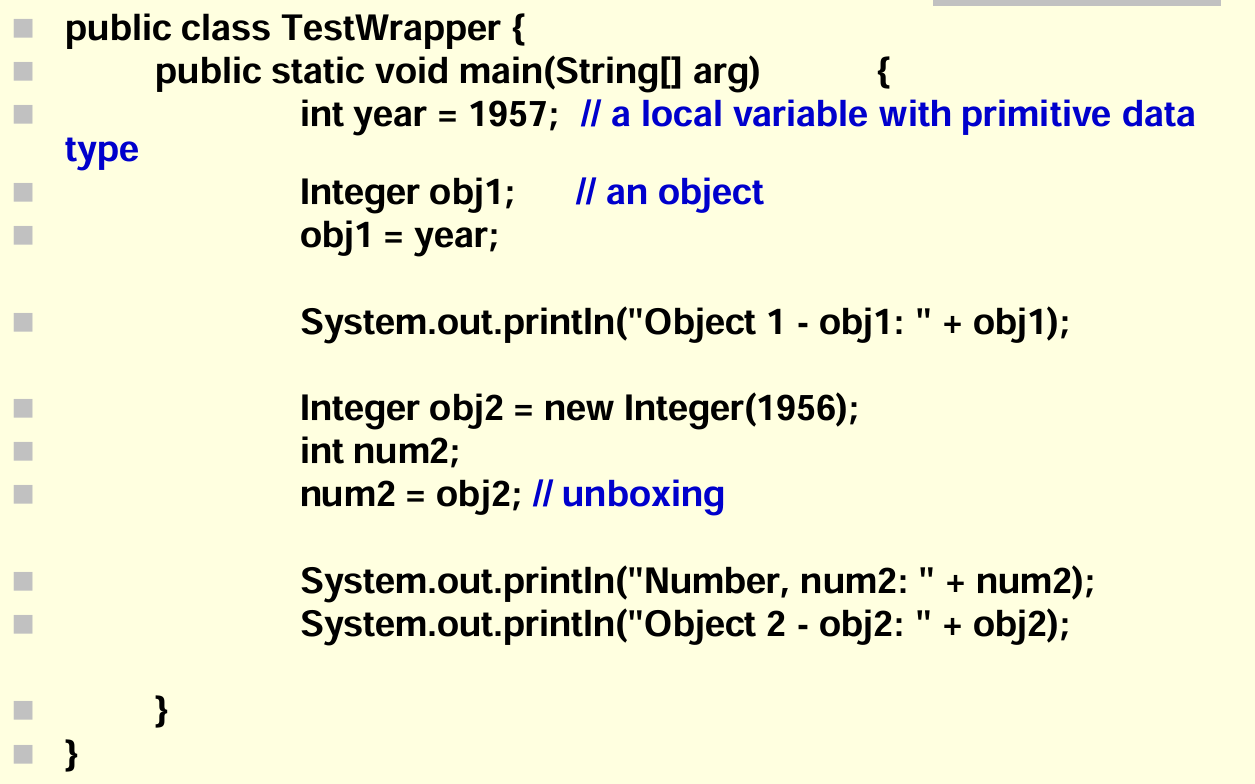 public class TestWrapper {
public static void main(String[] arg) {
int year = 1957; // a local variable with primitive data
type
Integer obj1; // an object
obj1 = year;
System.out.println("Object 1 - obj1: " + obj1);
Integer obj2 = new Integer(1956);
int num2;
num2 = obj2; // unboxing
System.out.println("Number, num2: " + num2);
System.out.println("Object 2 - obj2: " + obj2);
}
}